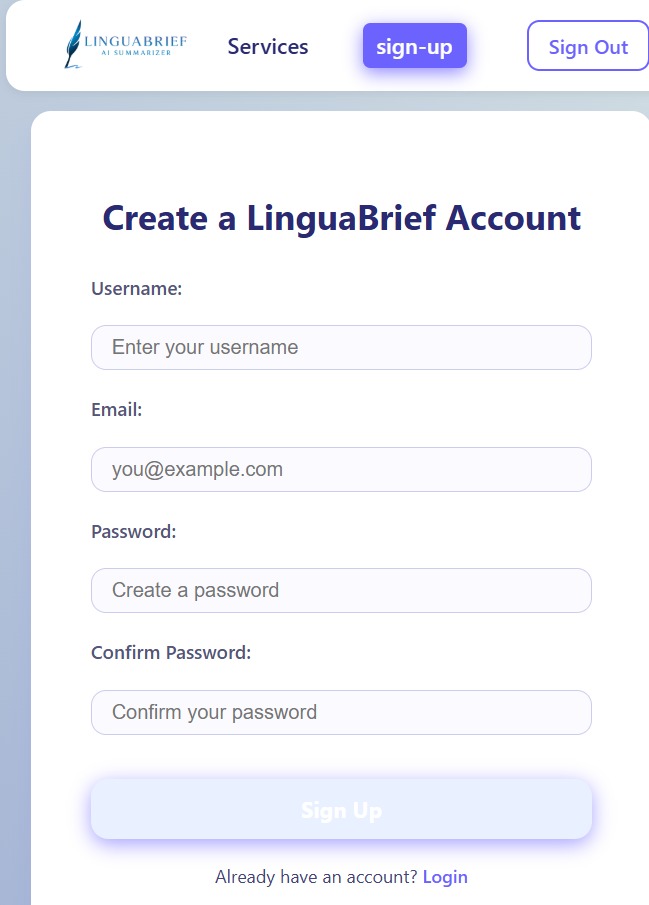 LINGUABRIEF
AI SUMMARIZER
Services
sign-up
Sign Out
Create a LinguaBrief Account
Username:
Enter your username
Email:
you@example.com
Password:
Create a password
Confirm Password:
Confirm your password
Sign Up
Already have an account? Login